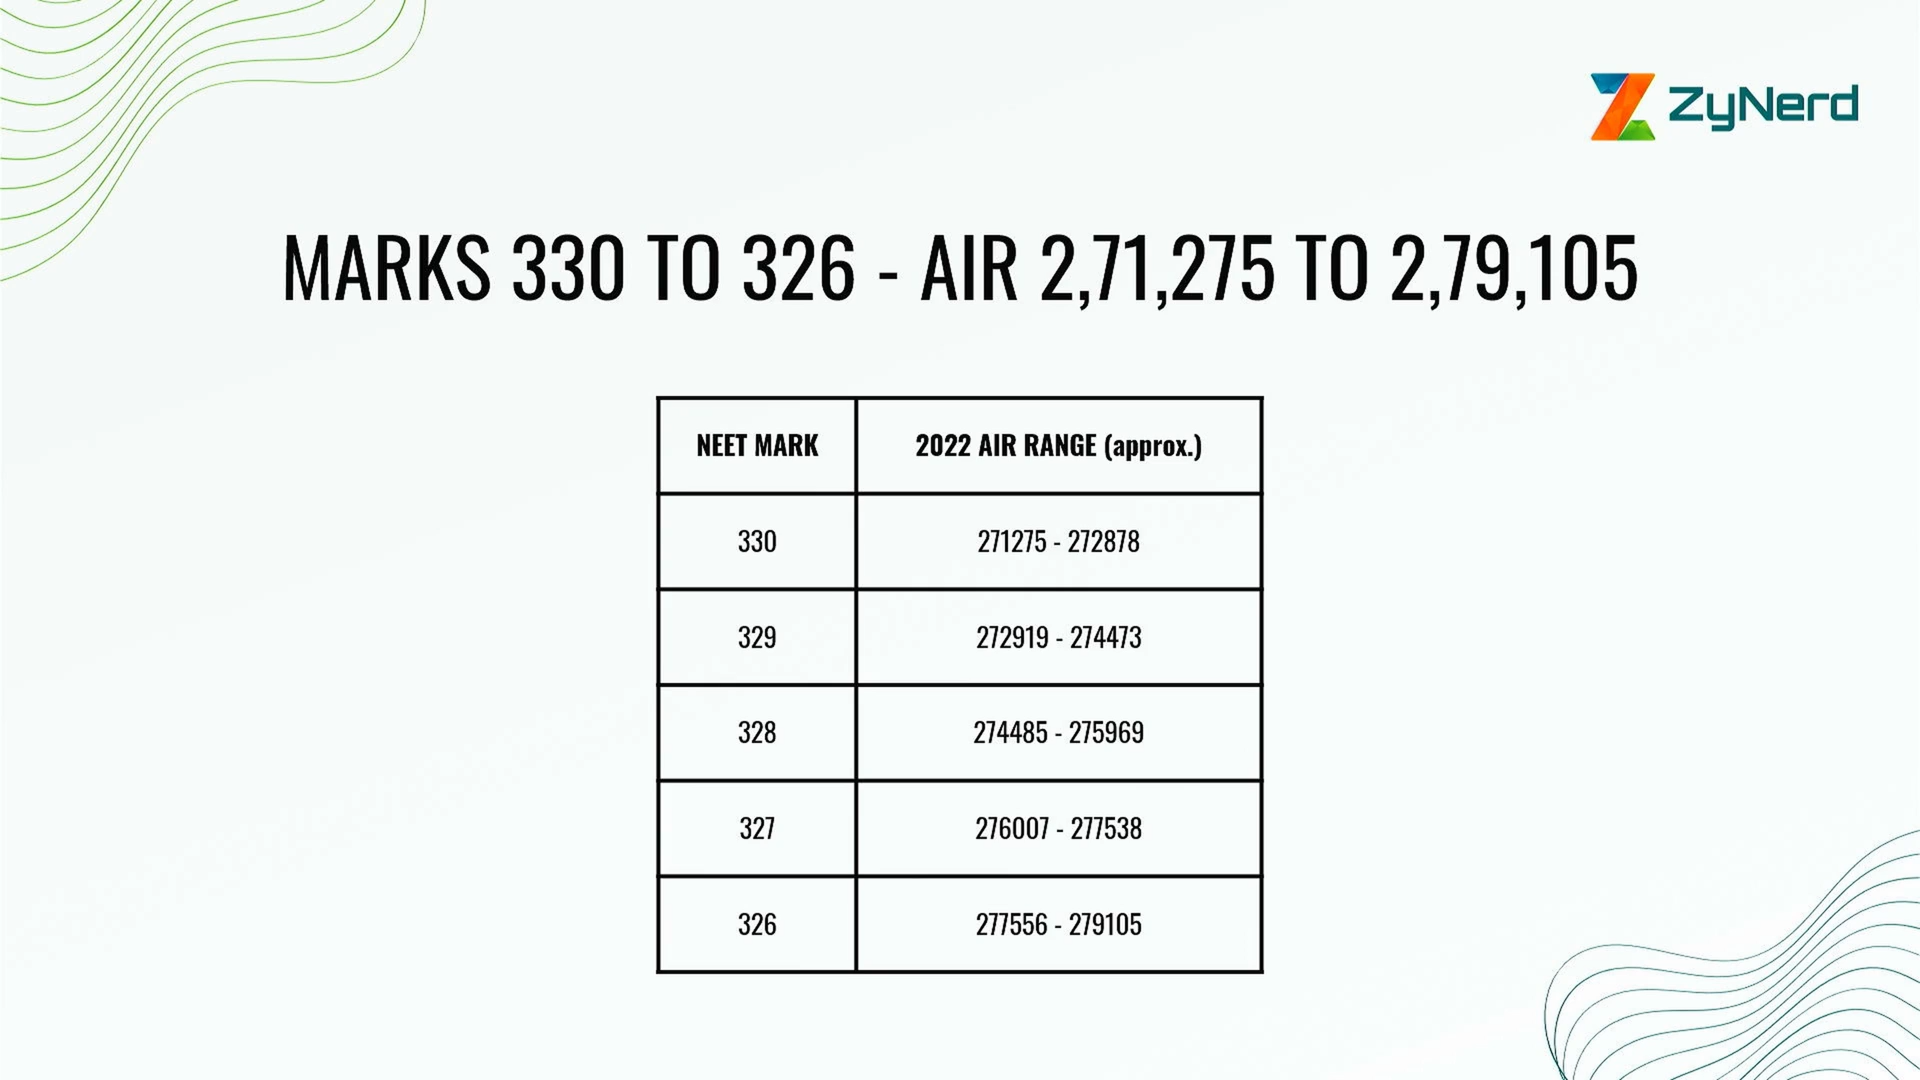 ZyNerd
MARKS 330 TO 326 - AIR 2,71,275 TO 2,79,105
NEET MARK 2022 AIR RANGE (approx.)
330 271275 - 272878
329 272919 - 274473
328 274485 - 275969
327 276007 - 277538
326 277556 - 279105